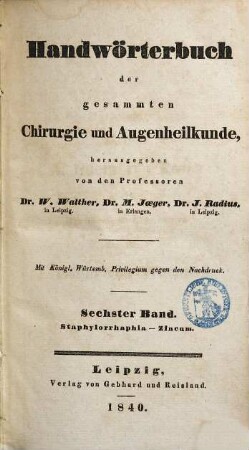 Handwörterbuch
der
gesammten
Chirurgie und Augenheilkunde,
herausgegeben
von den Professoren
Dr. W. Walther, Dr. M. Jaeger, Dr. J. Radius,
in Leipzig. in Erlangen. in Leipzig.
Mit Königl. Würtemb. Privilegium gegen den Nachdruck.
Sechster Band.
Staphylorrhaphia — Zincum.
Leipzig,
Verlag von Gebhard und Reisland.
1840.